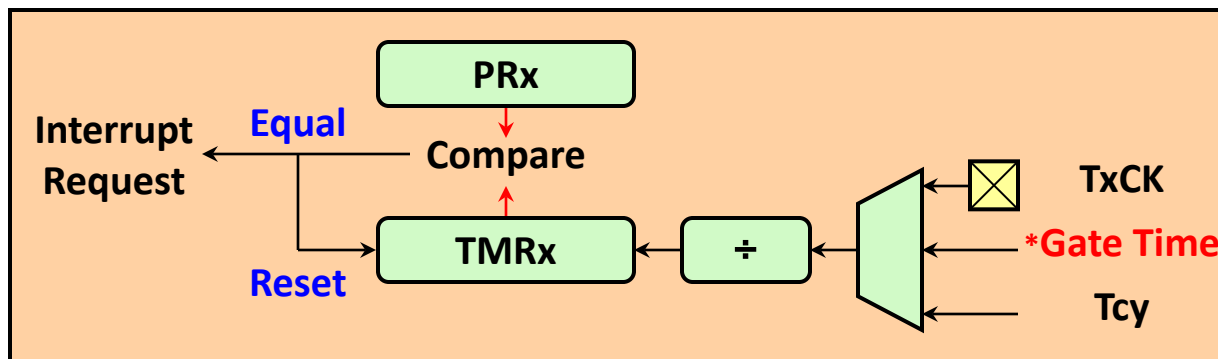 PRx
Equal
Interrupt
Request
Compare
TxCK
TMRx
÷
*Gate Time
Reset
Tcy